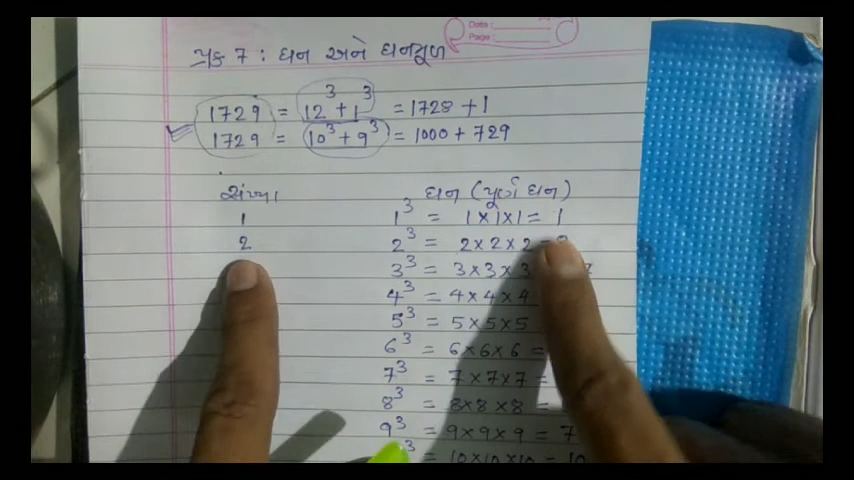 Date :
Page :
પ્રક 7 : ઘન અને ઘનમૂળ
1729 = 12³ + 1³ = 1728 + 1
1729 = 10³ + 9³ = 1000 + 729
સંખ્યા ઘન (પૂર્ણ ઘન)
1 1³ = 1×1×1 = 1
2 2³ = 2×2×2 =
3³ = 3×3×3
4³ = 4×4×4
5³ = 5×5×5
6³ = 6×6×6 =
7³ = 7×7×7 =
8³ = 8×8×8 =
9³ = 9×9×9 = 7
³ = 10×10×10 = 10